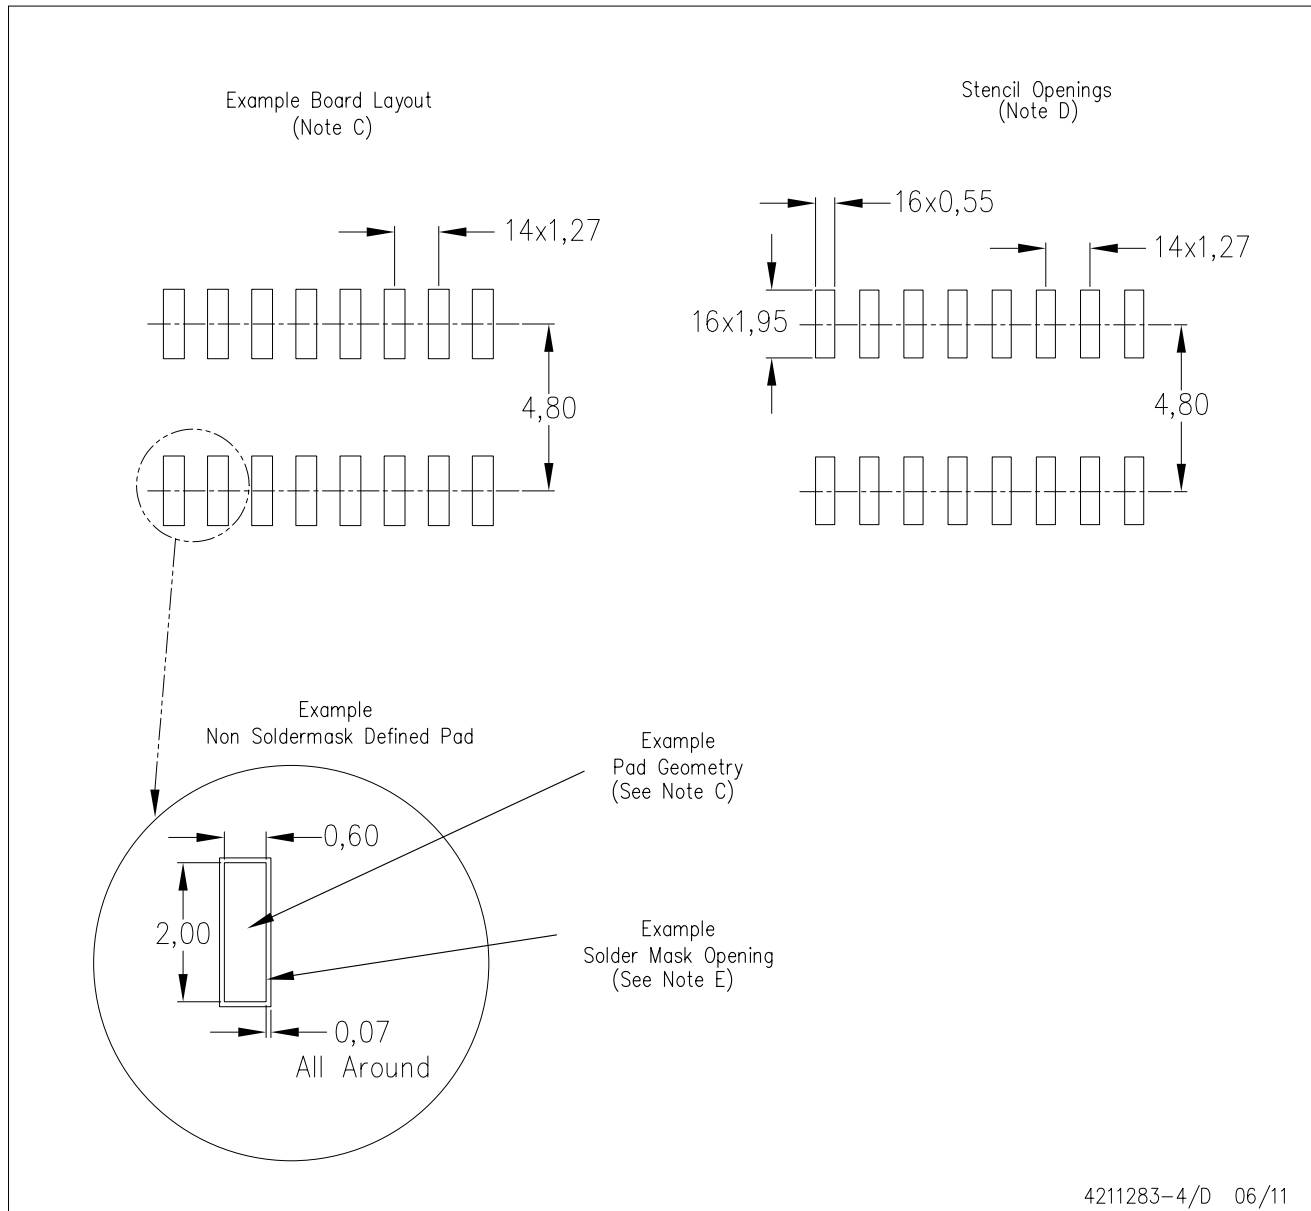 Example Board Layout
(Note C)
Stencil Openings
(Note D)
14x1,27
4,80
16x0,55
14x1,27
16x1,95
4,80
Example
Non Soldermask Defined Pad
Example
Pad Geometry
(See Note C)
0,60
2,00
Example
Solder Mask Opening
(See Note E)
0,07
All Around
4211283-4/D 06/11